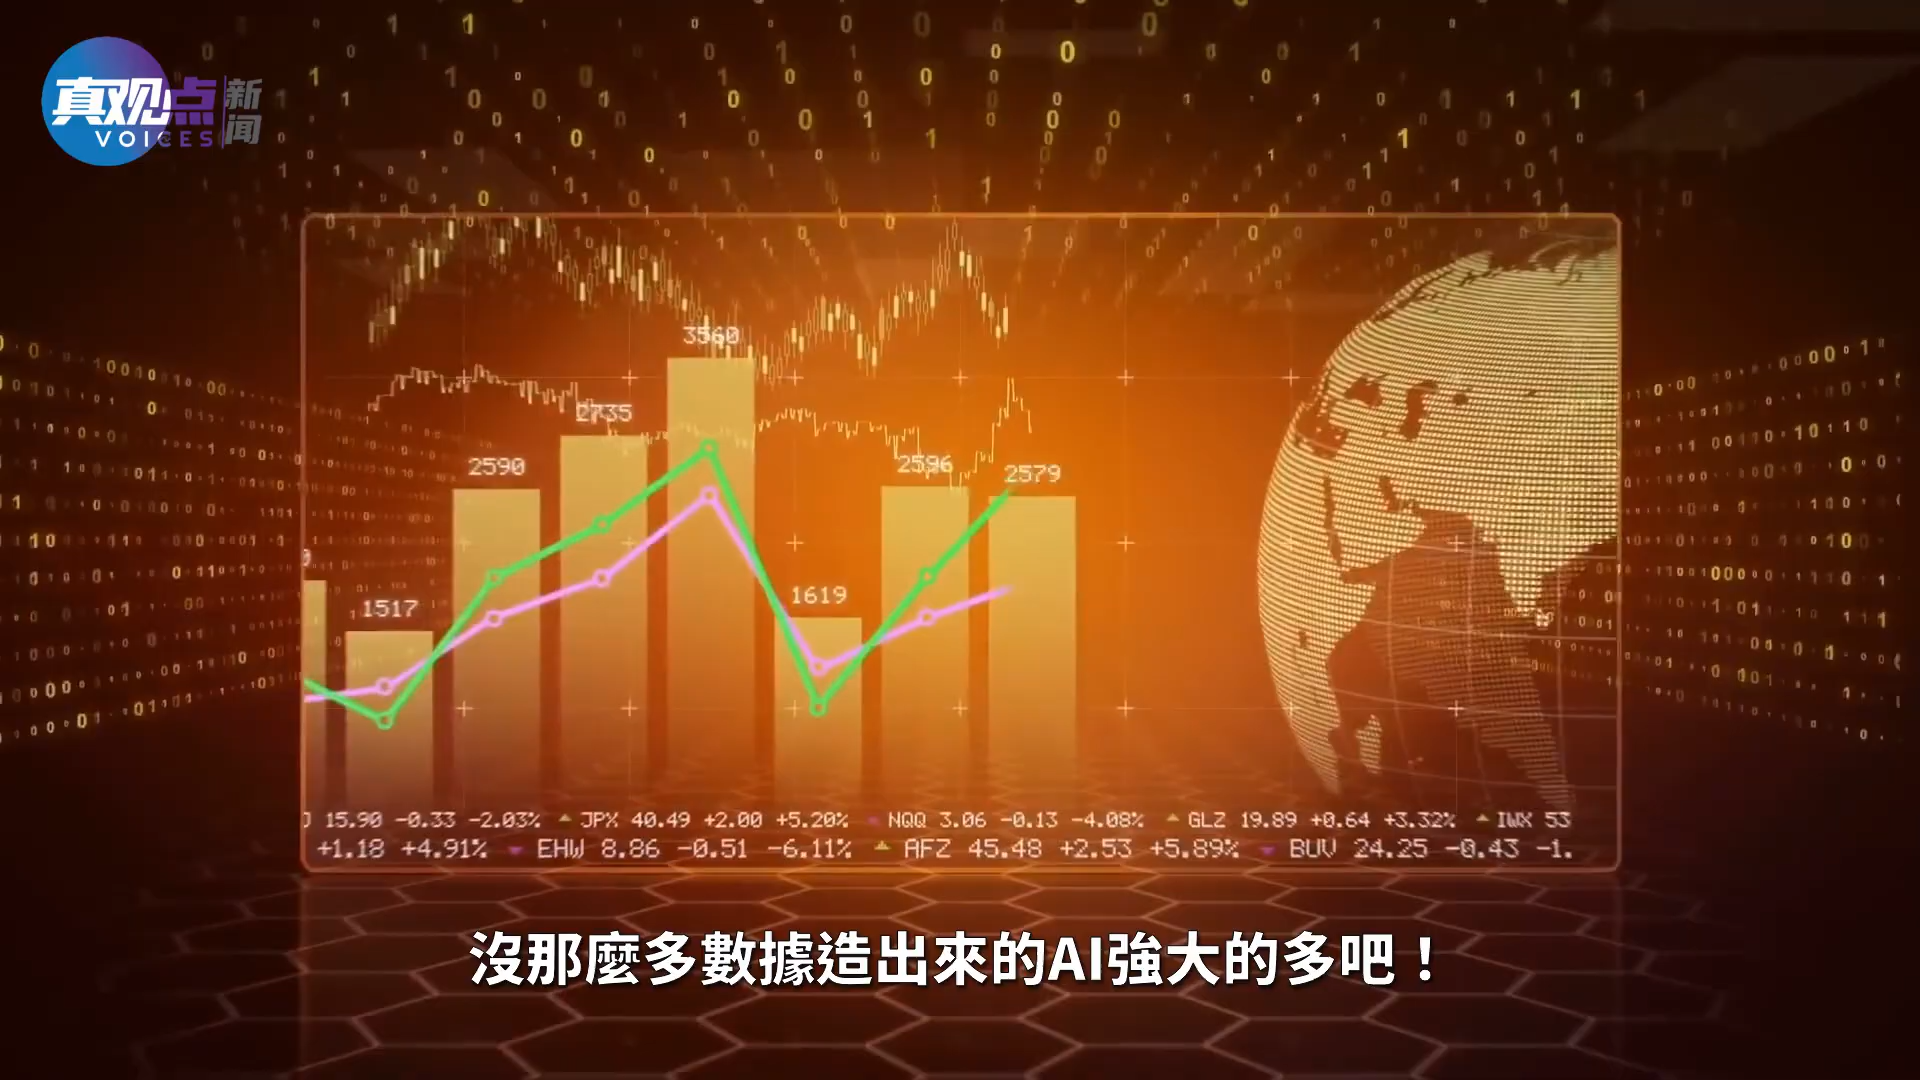 真观点
新闻
VOICES
3560
2735
2590
2596
2579
1517
1619
15.90 -0.33 -2.03% JPX 40.49 +2.00 +5.20% NQQ 3.06 -0.13 -4.08% GLZ 19.89 +0.64 +3.32% IWX 53
+1.18 +4.91% EHW 8.86 -0.51 -6.11% AFZ 45.48 +2.53 +5.89% BUV 24.25 -0.43 -1.
沒那麼多數據造出來的AI強大的多吧！